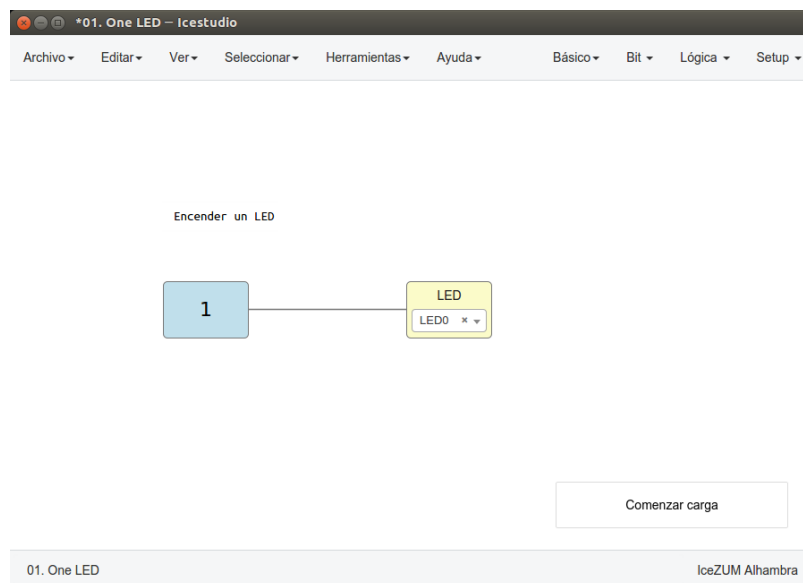 *01. One LED – Icestudio
Archivo Editar Ver Seleccionar Herramientas Ayuda Básico Bit Lógica Setup
Encender un LED
1
LED
LED0
Comenzar carga
01. One LED IceZUM Alhambra